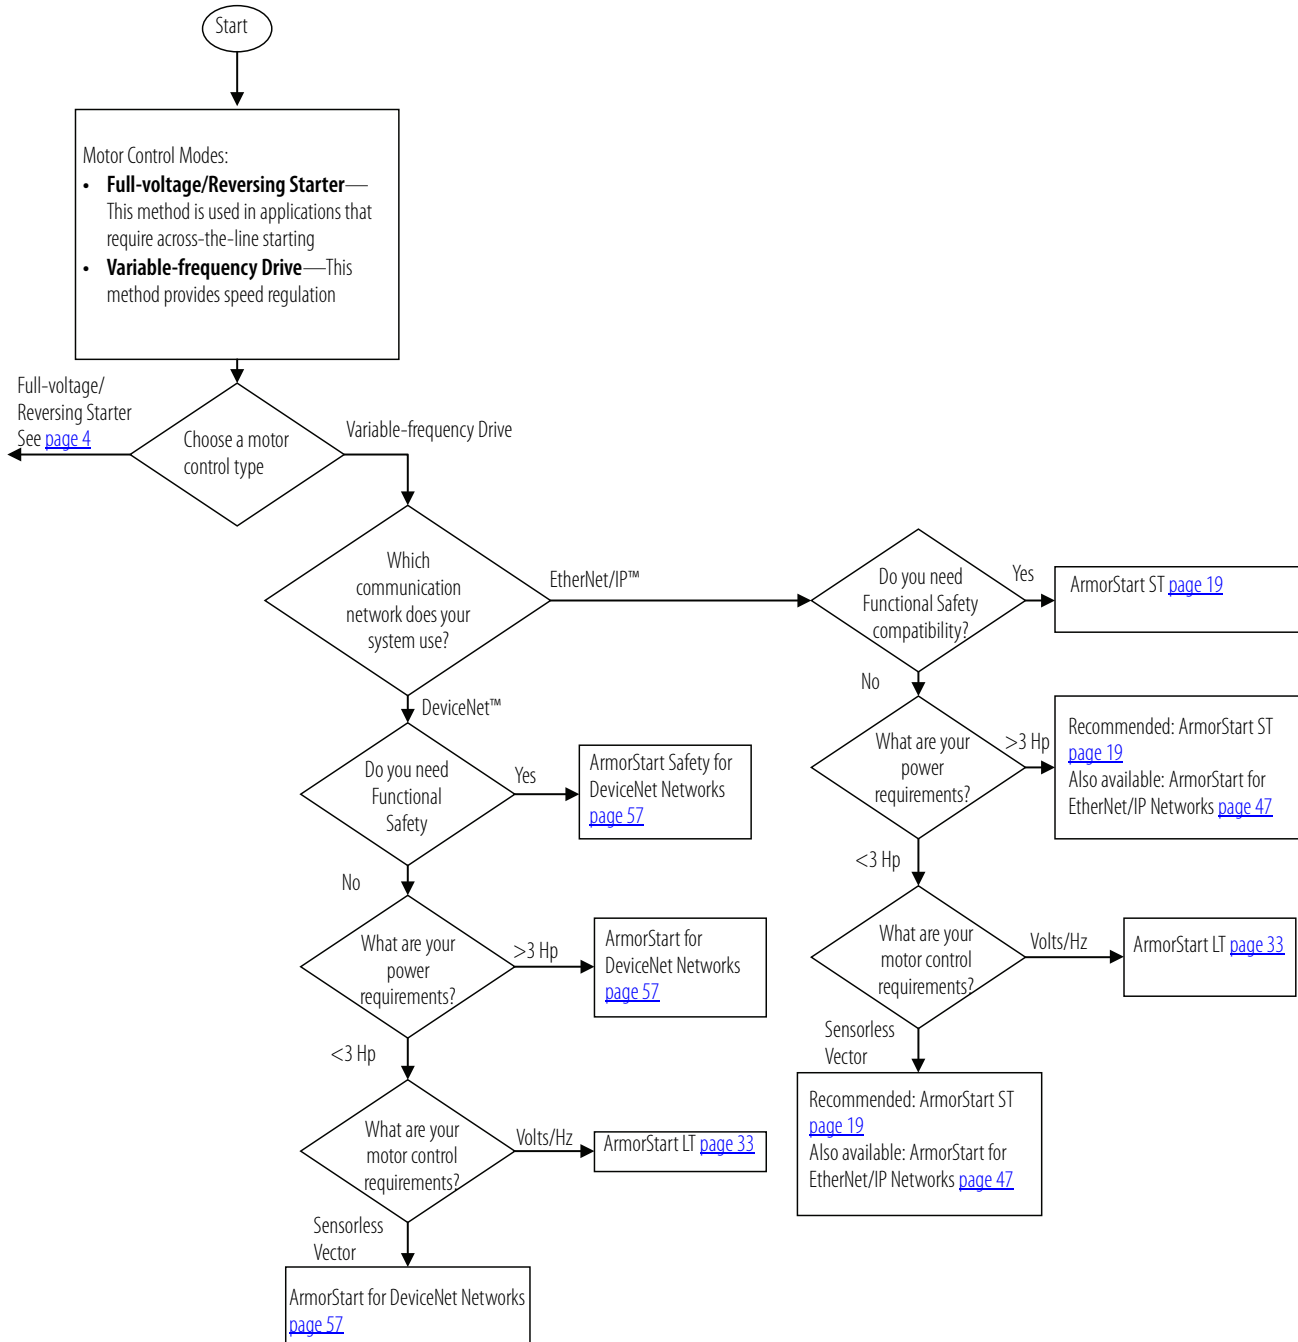 Start
Motor Control Modes:
• Full-voltage/Reversing Starter—
This method is used in applications that
require across-the-line starting
• Variable-frequency Drive—This
method provides speed regulation
Full-voltage/
Reversing Starter
See page 4
Choose a motor
control type
Variable-frequency Drive
Which
communication
network does your
system use?
EtherNet/IP™
Do you need
Functional Safety
compatibility?
Yes
ArmorStart ST page 19
No
DeviceNet™
What are your
power
requirements?
>3 Hp
Recommended: ArmorStart ST
page 19
Also available: ArmorStart for
EtherNet/IP Networks page 47
Do you need
Functional
Safety
Yes
ArmorStart Safety for
DeviceNet Networks
page 57
<3 Hp
No
What are your
power
requirements?
>3 Hp
ArmorStart for
DeviceNet Networks
page 57
What are your
motor control
requirements?
Volts/Hz
ArmorStart LT page 33
Sensorless
Vector
<3 Hp
Recommended: ArmorStart ST
page 19
Also available: ArmorStart for
EtherNet/IP Networks page 47
What are your
motor control
requirements?
Volts/Hz
ArmorStart LT page 33
Sensorless
Vector
ArmorStart for DeviceNet Networks
page 57